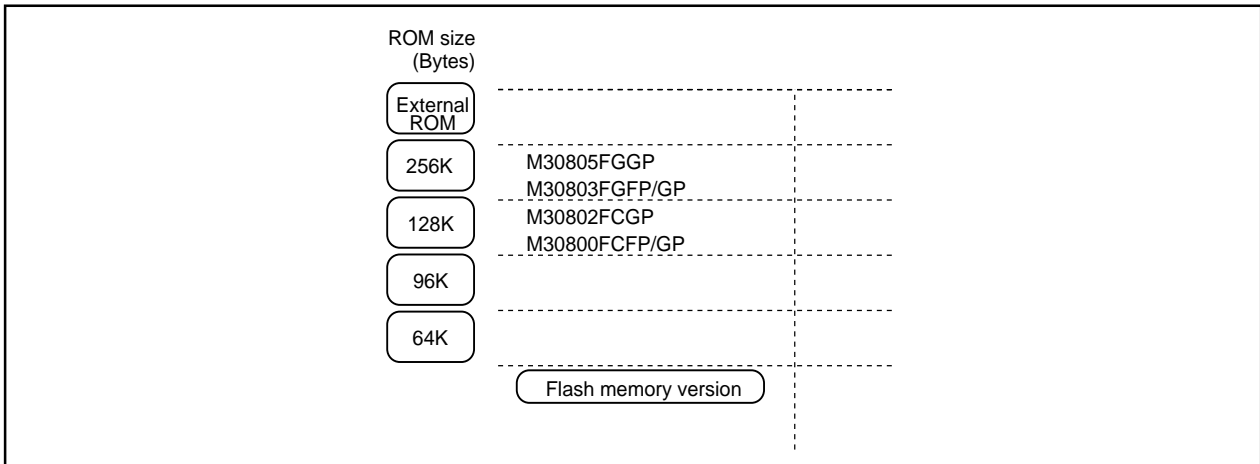 ROM size
(Bytes)
External
ROM
256K
M30805FGGP
M30803FGFP/GP
128K
M30802FCGP
M30800FCFP/GP
96K
64K
Flash memory version